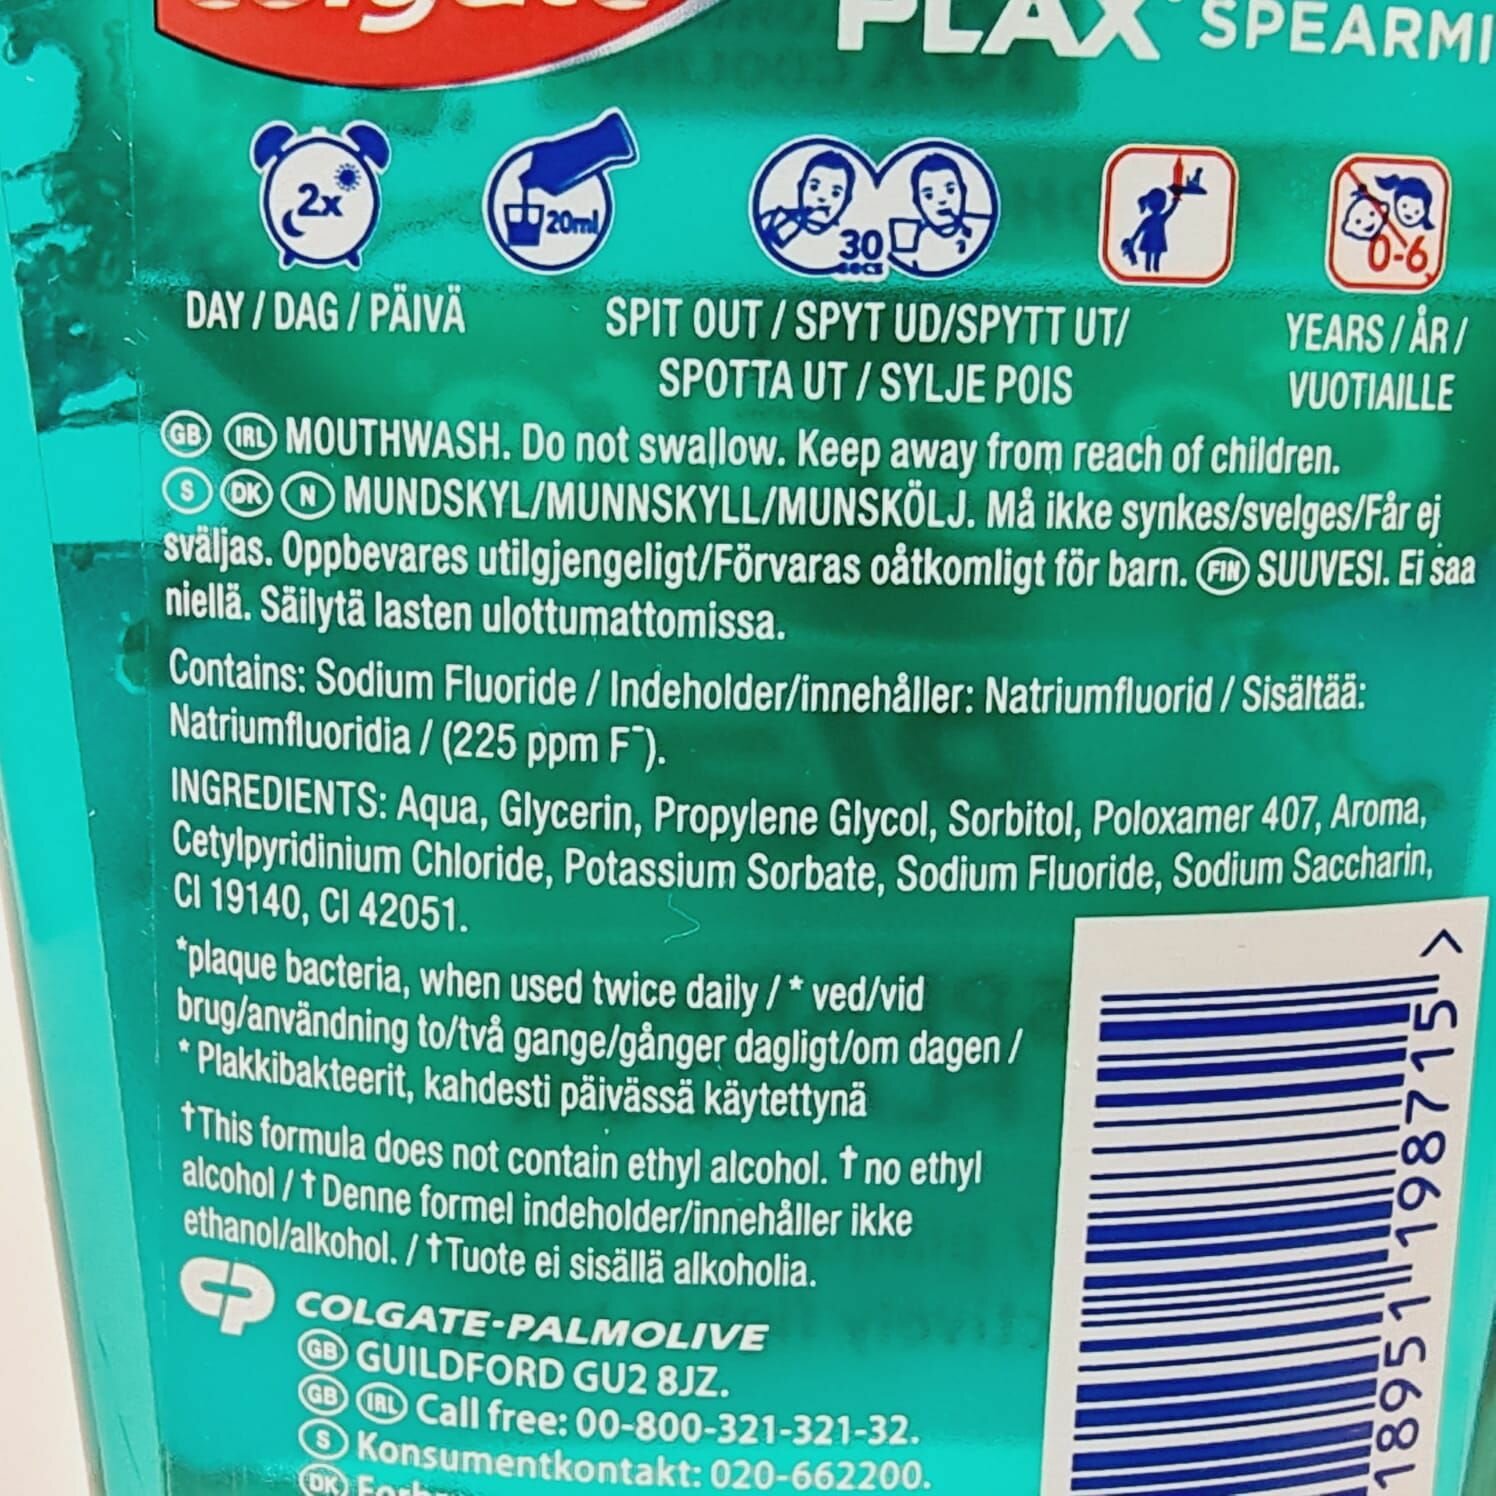 Colgate
PLAX SPEARMI
2x
20ml
30
SECS
0-6
DAY / DAG / PÄIVÄ
SPIT OUT / SPYT UD/SPYTT UT/
SPOTTA UT / SYLJE POIS
YEARS / ÅR /
VUOTIAILLE
GB IRL MOUTHWASH. Do not swallow. Keep away from reach of children.
S DK N MUNDSKYL/MUNNSKYLL/MUNSKÖLJ. Må ikke synkes/svelges/Får ej
sväljas. Oppbevares utilgjengeligt/Förvaras oåtkomligt för barn. FIN SUUVESI. Ei saa
niellä. Säilytä lasten ulottumattomissa.
Contains: Sodium Fluoride / Indeholder/innehåller: Natriumfluorid / Sisältää:
Natriumfluoridia / (225 ppm F⁻).
INGREDIENTS: Aqua, Glycerin, Propylene Glycol, Sorbitol, Poloxamer 407, Aroma,
Cetylpyridinium Chloride, Potassium Sorbate, Sodium Fluoride, Sodium Saccharin,
CI 19140, CI 42051.
*plaque bacteria, when used twice daily / * ved/vid
brug/användning to/två gange/gånger dagligt/om dagen /
* Plakkibakteerit, kahdesti päivässä käytettynä
†This formula does not contain ethyl alcohol. † no ethyl
alcohol / † Denne formel indeholder/innehåller ikke
ethanol/alkohol. / †Tuote ei sisällä alkoholia.
COLGATE-PALMOLIVE
GB GUILDFORD GU2 8JZ.
GB IRL Call free: 00-800-321-321-32.
S Konsumentkontakt: 020-662200.
DK
718951 198715 >